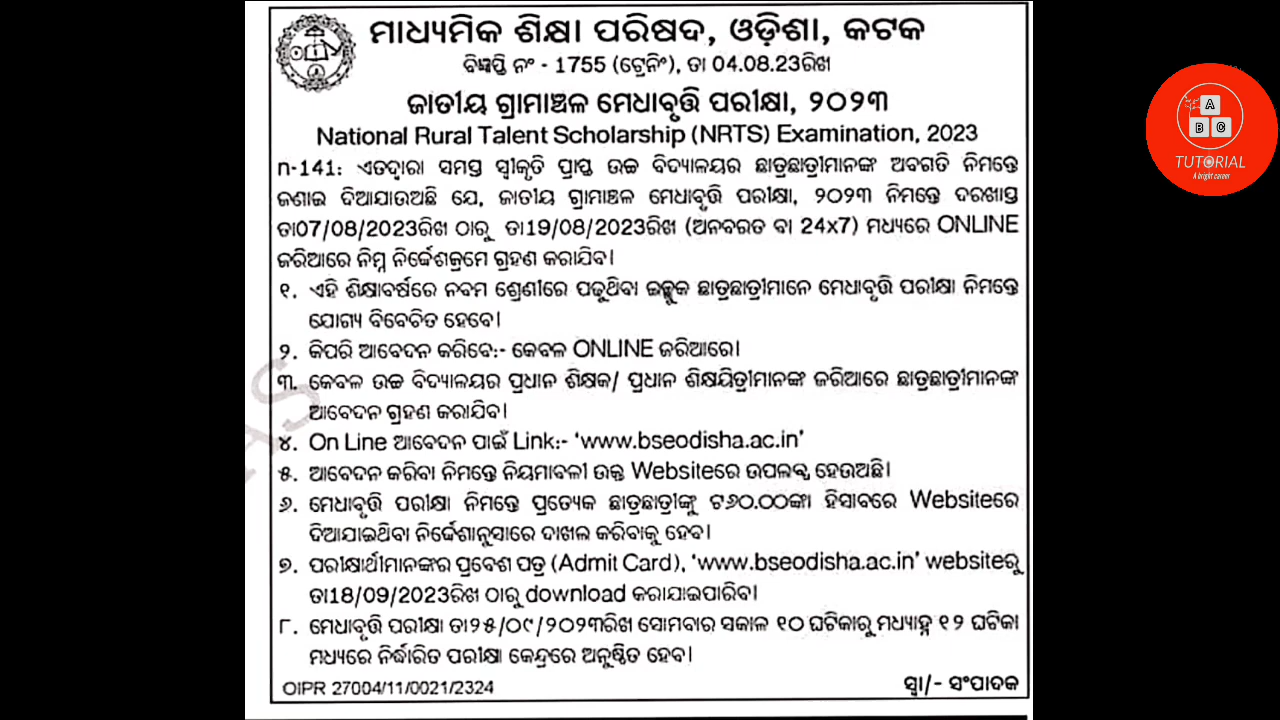 ମାଧ୍ୟମିକ ଶିକ୍ଷା ପରିଷଦ, ଓଡ଼ିଶା, କଟକ
ବିଜ୍ଞପ୍ତି ନଂ - 1755 (ଟ୍ରେନିଂ), ତା 04.08.23ରିଖ
ଜାତୀୟ ଗ୍ରାମାଞ୍ଚଳ ମେଧାବୃତ୍ତି ପରୀକ୍ଷା, ୨୦୨୩
National Rural Talent Scholarship (NRTS) Examination, 2023
n-141: ଏତଦ୍ୱାରା ସମସ୍ତ ସ୍ୱୀକୃତି ପ୍ରାପ୍ତ ଉଚ୍ଚ ବିଦ୍ୟାଳୟର ଛାତ୍ରଛାତ୍ରୀମାନଙ୍କ ଅବଗତି ନିମନ୍ତେ
ଜଣାଇ ଦିଆଯାଉଅଛି ଯେ, ଜାତୀୟ ଗ୍ରାମାଞ୍ଚଳ ମେଧାବୃତ୍ତି ପରୀକ୍ଷା, ୨୦୨୩ ନିମନ୍ତେ ଦରଖାସ୍ତ
ତା07/08/2023ରିଖ ଠାରୁ ତା19/08/2023ରିଖ (ଅନବରତ ବା 24x7) ମଧ୍ୟରେ ONLINE
ଜରିଆରେ ନିମ୍ନ ନିର୍ଦ୍ଦେଶକ୍ରମେ ଗ୍ରହଣ କରାଯିବ।
୧. ଏହି ଶିକ୍ଷାବର୍ଷରେ ନବମ ଶ୍ରେଣୀରେ ପଢୁଥିବା ଇଚ୍ଛୁକ ଛାତ୍ରଛାତ୍ରୀମାନେ ମେଧାବୃତ୍ତି ପରୀକ୍ଷା ନିମନ୍ତେ
ଯୋଗ୍ୟ ବିବେଚିତ ହେବେ।
୨. କିପରି ଆବେଦନ କରିବେ:- କେବଳ ONLINE ଜରିଆରେ।
୩. କେବଳ ଉଚ୍ଚ ବିଦ୍ୟାଳୟର ପ୍ରଧାନ ଶିକ୍ଷକ/ ପ୍ରଧାନ ଶିକ୍ଷୟିତ୍ରୀମାନଙ୍କ ଜରିଆରେ ଛାତ୍ରଛାତ୍ରୀମାନଙ୍କ
ଆବେଦନ ଗ୍ରହଣ କରାଯିବ।
୪. On Line ଆବେଦନ ପାଇଁ Link:- ‘www.bseodisha.ac.in’
୫. ଆବେଦନ କରିବା ନିମନ୍ତେ ନିୟମାବଳୀ ଉକ୍ତ Websiteରେ ଉପଲବ୍ଧ ହେଉଅଛି।
୬. ମେଧାବୃତ୍ତି ପରୀକ୍ଷା ନିମନ୍ତେ ପ୍ରତ୍ୟେକ ଛାତ୍ରଛାତ୍ରୀଙ୍କୁ ଟ୬୦.୦୦ଙ୍କା ହିସାବରେ Websiteରେ
ଦିଆଯାଇଥିବା ନିର୍ଦ୍ଦେଶାନୁସାରେ ଦାଖଲ କରିବାକୁ ହେବ।
୭. ପରୀକ୍ଷାର୍ଥୀମାନଙ୍କର ପ୍ରବେଶ ପତ୍ର (Admit Card), ‘www.bseodisha.ac.in’ websiteରୁ
ତା18/09/2023ରିଖ ଠାରୁ download କରାଯାଇପାରିବ।
୮. ମେଧାବୃତ୍ତି ପରୀକ୍ଷା ତା୨୫/୦୯/୨୦୨୩ରିଖ ସୋମବାର ସକାଳ ୧୦ ଘଟିକାରୁ ମଧ୍ୟାହ୍ନ ୧୨ ଘଟିକା
ମଧ୍ୟରେ ନିର୍ଦ୍ଧାରିତ ପରୀକ୍ଷା କେନ୍ଦ୍ରରେ ଅନୁଷ୍ଠିତ ହେବ।
OIPR 27004/11/0021/2324
ସ୍ୱା/- ସଂପାଦକ
A
B C
TUTORIAL
A bright career